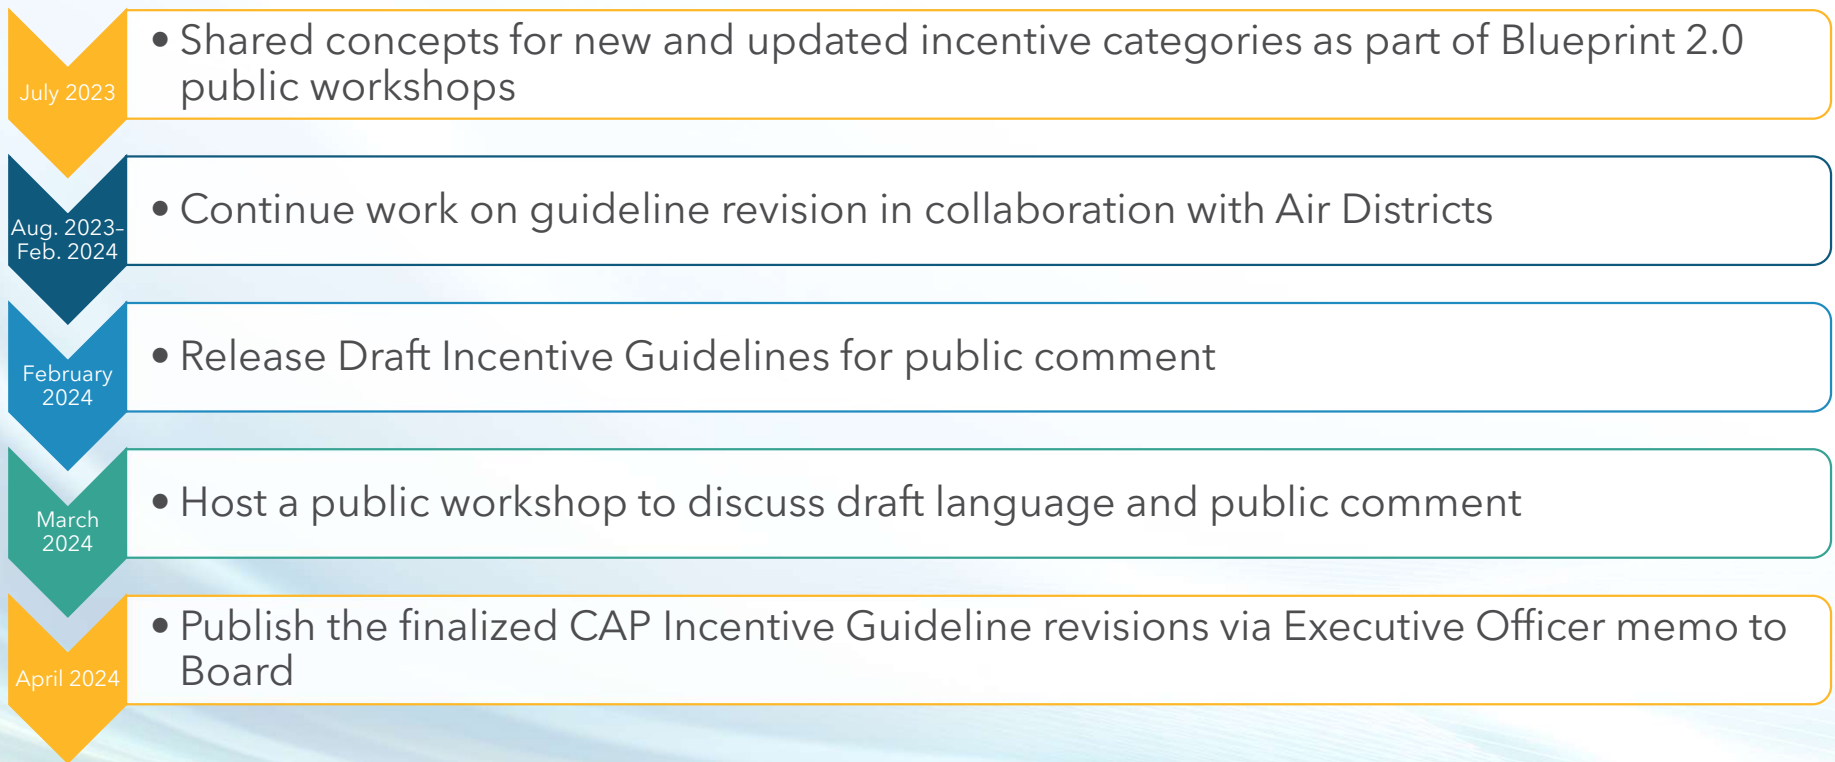 July 2023
• Shared concepts for new and updated incentive categories as part of Blueprint 2.0
public workshops
Aug. 2023–
Feb. 2024
• Continue work on guideline revision in collaboration with Air Districts
February
2024
• Release Draft Incentive Guidelines for public comment
March
2024
• Host a public workshop to discuss draft language and public comment
April 2024
• Publish the finalized CAP Incentive Guideline revisions via Executive Officer memo to
Board